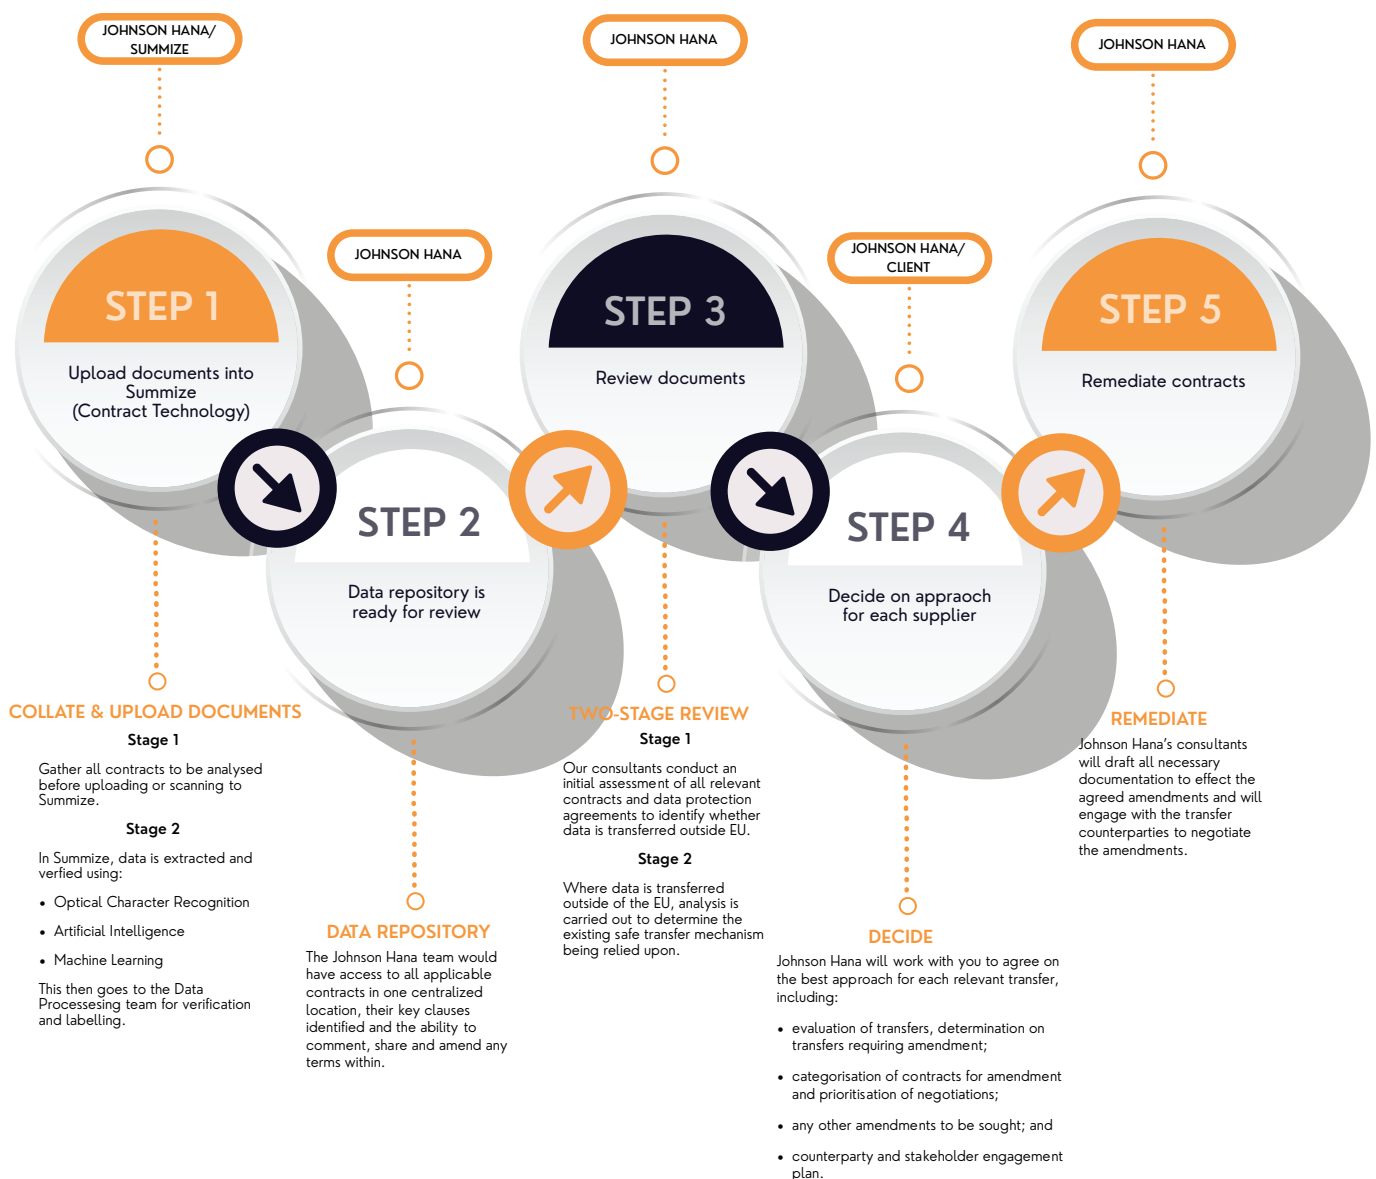 JOHNSON HANA/
SUMMIZE
STEP 1
Upload documents into
Summize
(Contract Technology)
COLLATE & UPLOAD DOCUMENTS
Stage 1
Gather all contracts to be analysed
before uploading or scanning to
Summize.
Stage 2
In Summize, data is extracted and
verfied using:
• Optical Character Recognition
• Artificial Intelligence
• Machine Learning
This then goes to the Data
Processesing team for verification
and labelling.
JOHNSON HANA
STEP 2
Data repository is
ready for review
DATA REPOSITORY
The Johnson Hana team would
have access to all applicable
contracts in one centralized
location, their key clauses
identified and the ability to
comment, share and amend any
terms within.
JOHNSON HANA
STEP 3
Review documents
TWO-STAGE REVIEW
Stage 1
Our consultants conduct an
initial assessment of all relevant
contracts and data protection
agreements to identify whether
data is transferred outside EU.
Stage 2
Where data is transferred
outside of the EU, analysis is
carried out to determine the
existing safe transfer mechanism
being relied upon.
JOHNSON HANA/
CLIENT
STEP 4
Decide on appraoch
for each supplier
DECIDE
Johnson Hana will work with you to agree on
the best approach for each relevant transfer,
including:
• evaluation of transfers, determination on
transfers requiring amendment;
• categorisation of contracts for amendment
and prioritisation of negotiations;
• any other amendments to be sought; and
• counterparty and stakeholder engagement
plan.
JOHNSON HANA
STEP 5
Remediate contracts
REMEDIATE
Johnson Hana's consultants
will draft all necessary
documentation to effect the
agreed amendments and will
engage with the transfer
counterparties to negotiate
the amendments.